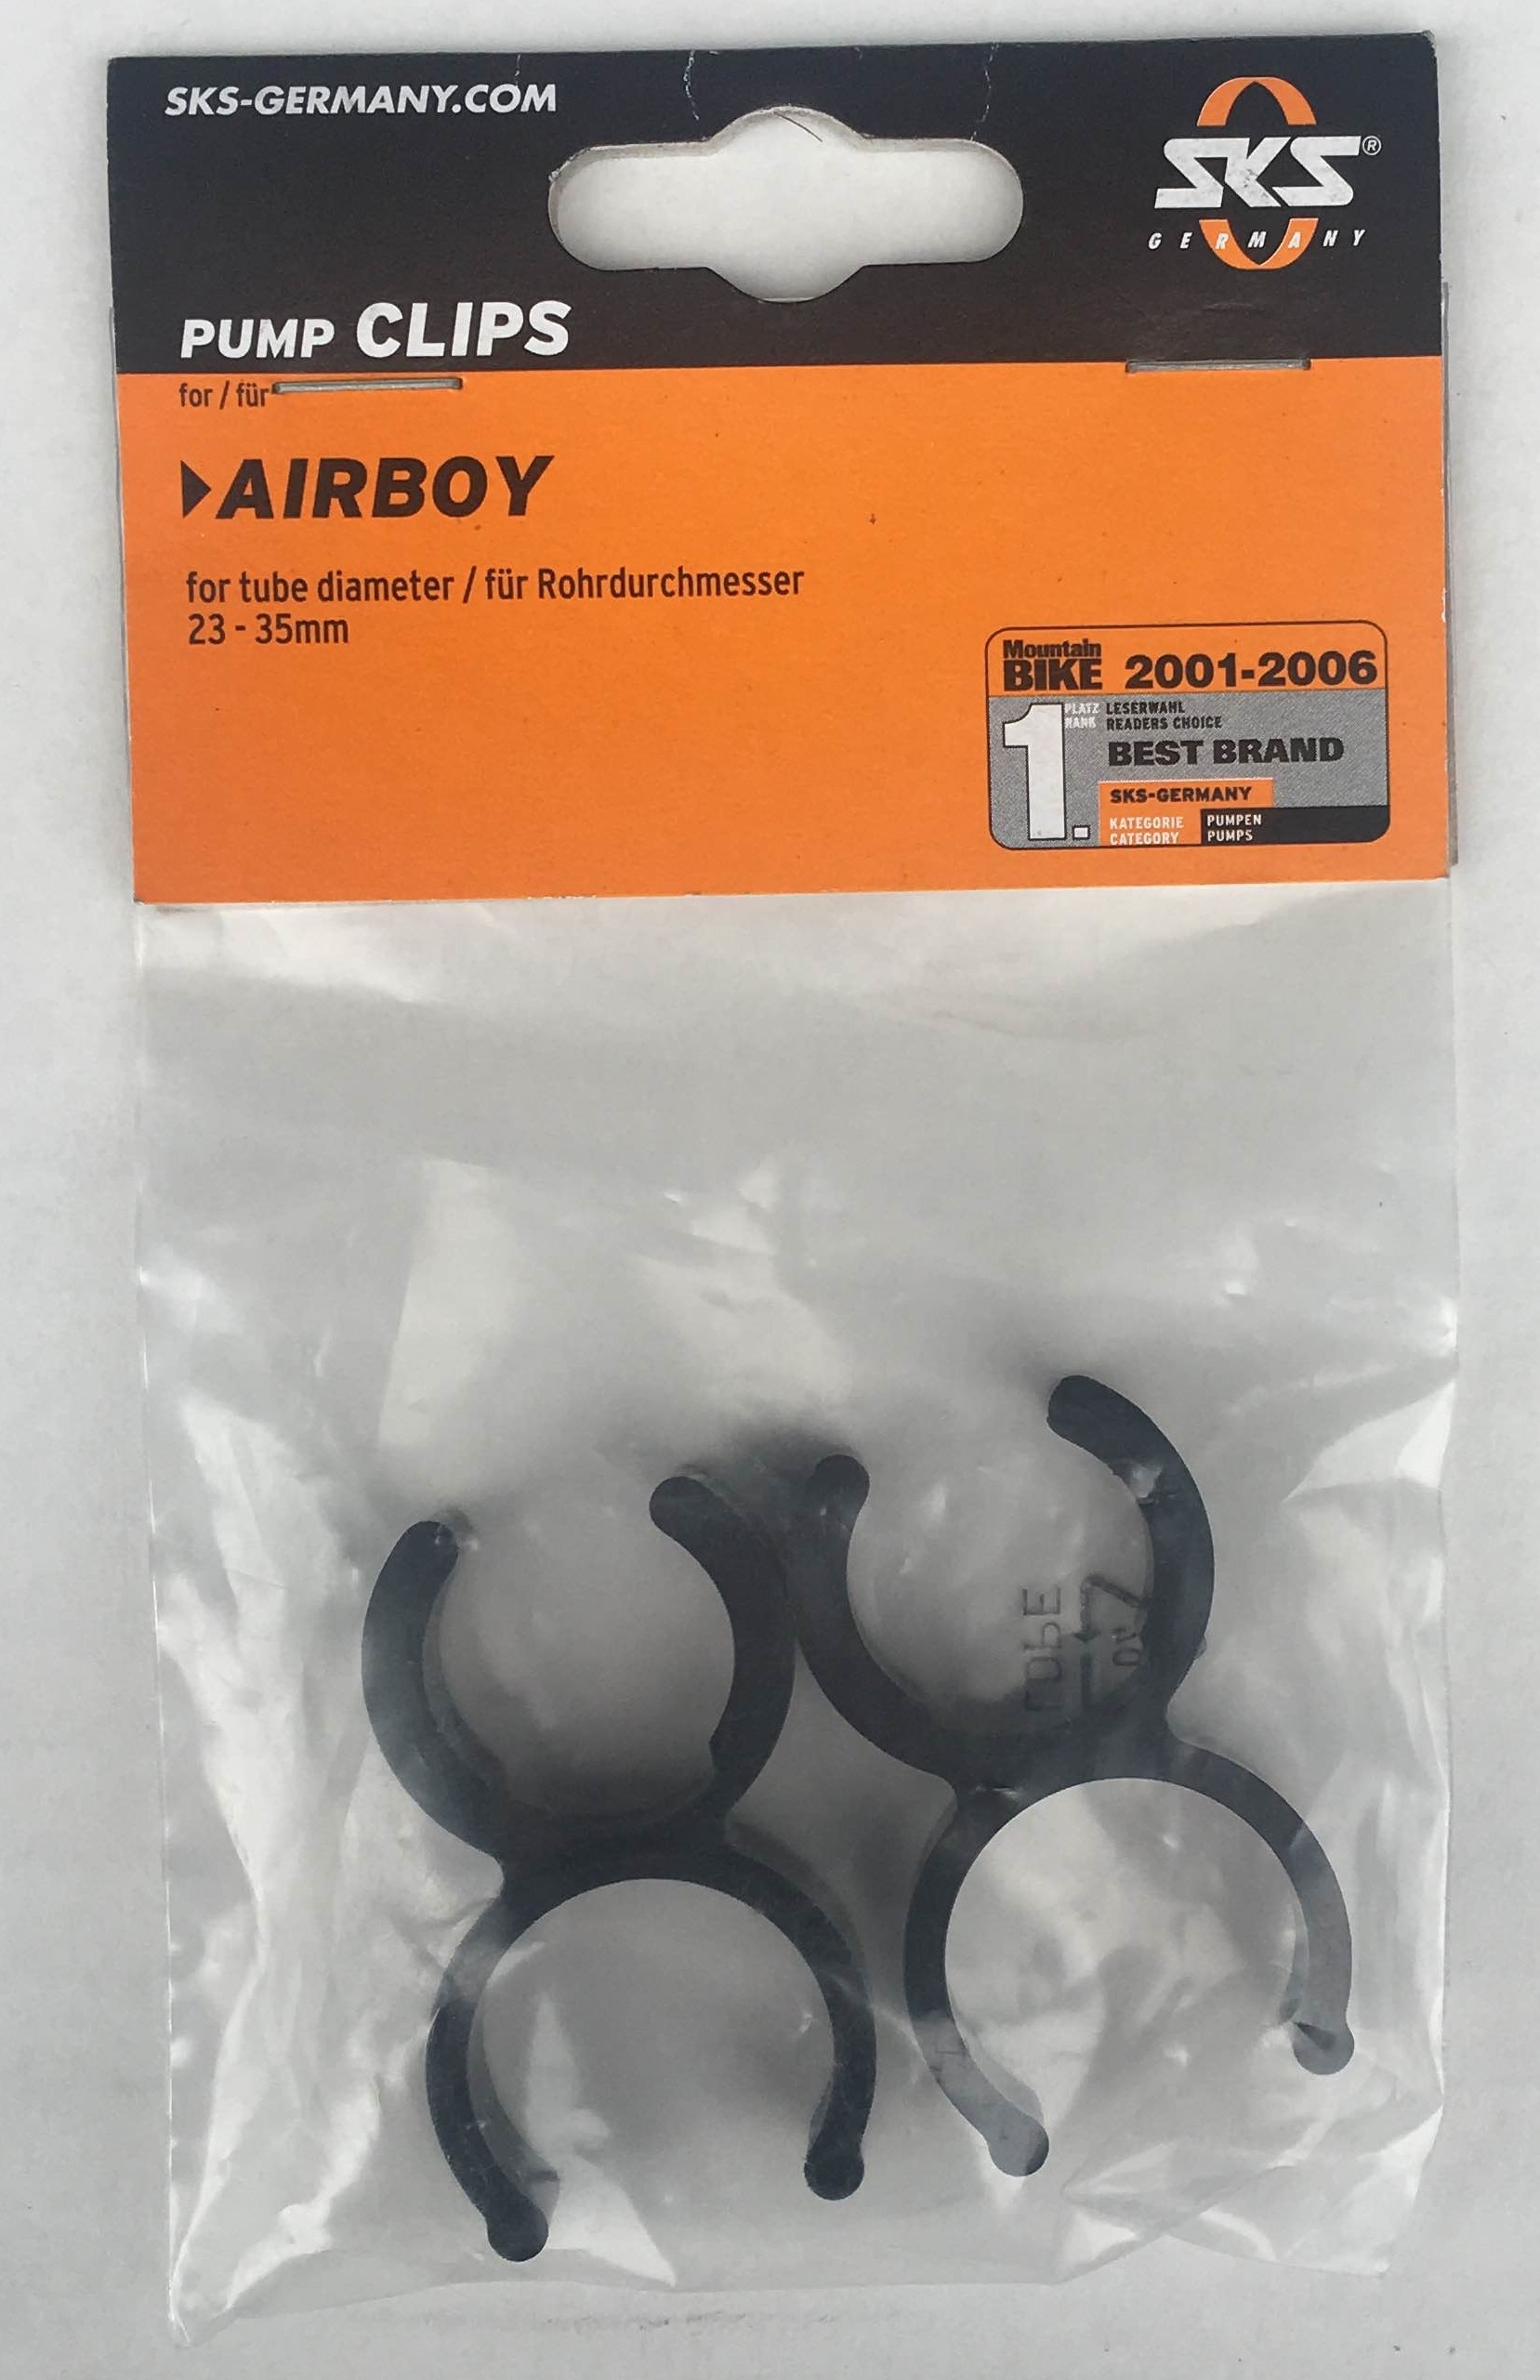 SKS-GERMANY.COM
SKS®
GERMANY
PUMP CLIPS
for / für
AIRBOY
for tube diameter / für Rohrdurchmesser
23 - 35mm
Mountain
BIKE 2001-2006
1.
PLATZ
RANK
LESERWAHL
READERS CHOICE
BEST BRAND
SKS-GERMANY
KATEGORIE
CATEGORY
PUMPEN
PUMPS